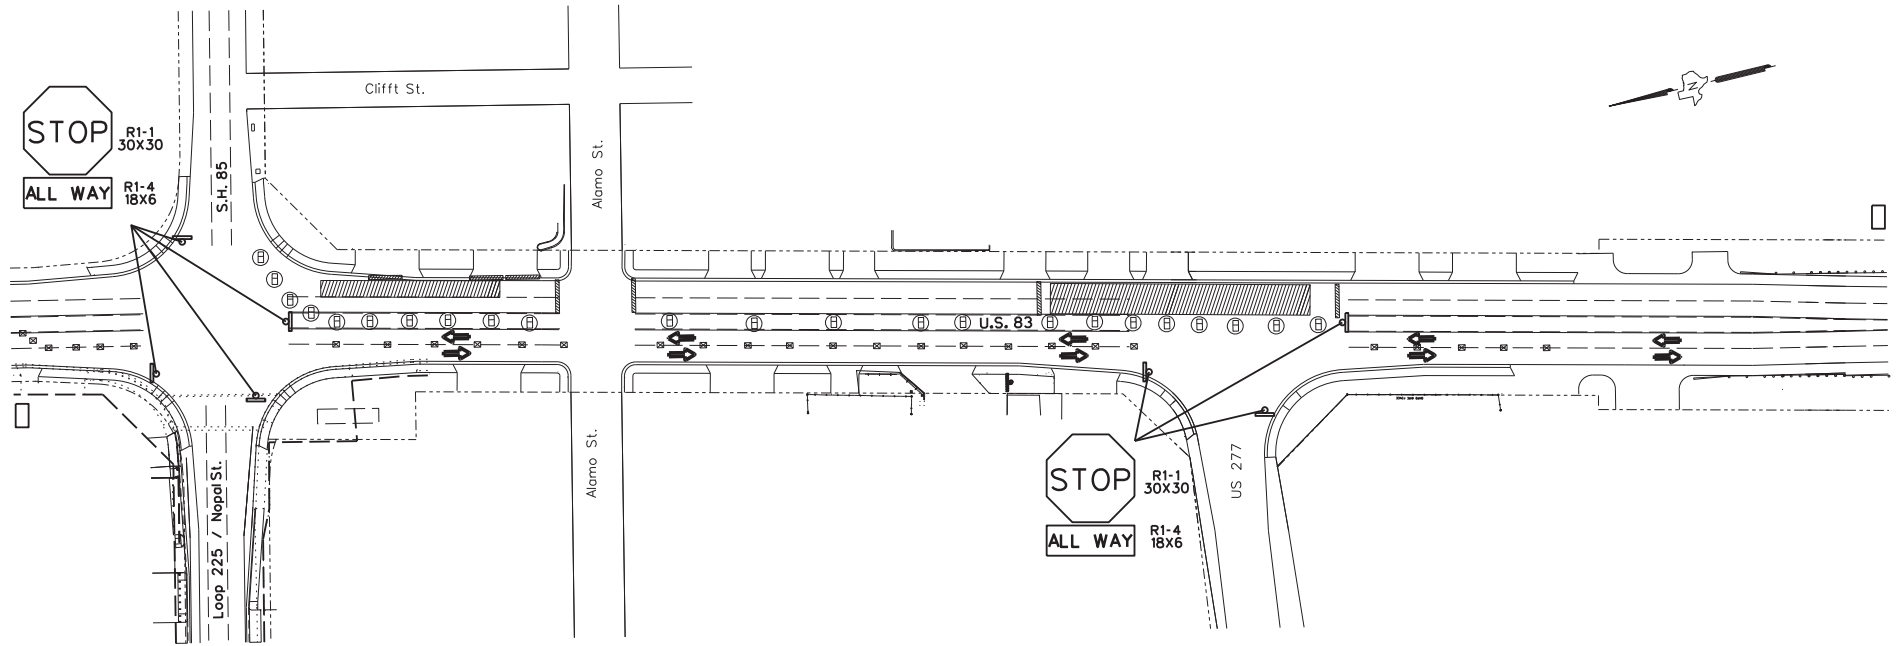 Clifft St.
STOP
R1-1
30X30
ALL WAY
R1-4
18X6
S.H. 85
Alamo St.
N
U.S. 83
Alamo St.
Loop 225 / Nopal St.
US 277
STOP
R1-1
30X30
ALL WAY
R1-4
18X6